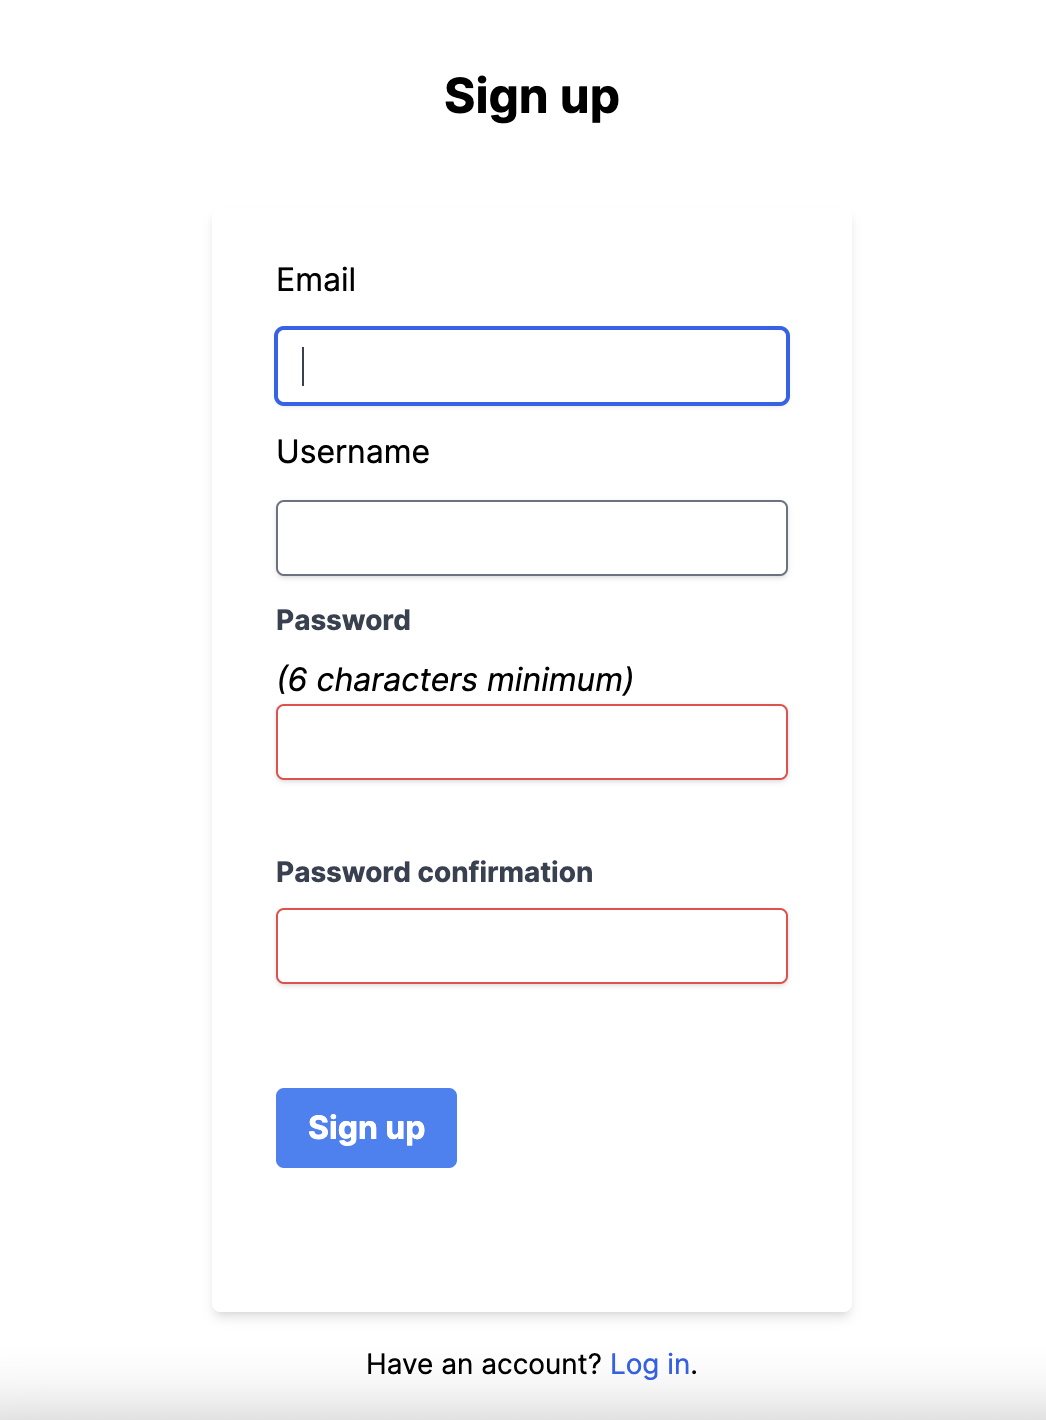 Sign up
Email
Username
Password
(6 characters minimum)
Password confirmation
Sign up
Have an account? Log in.